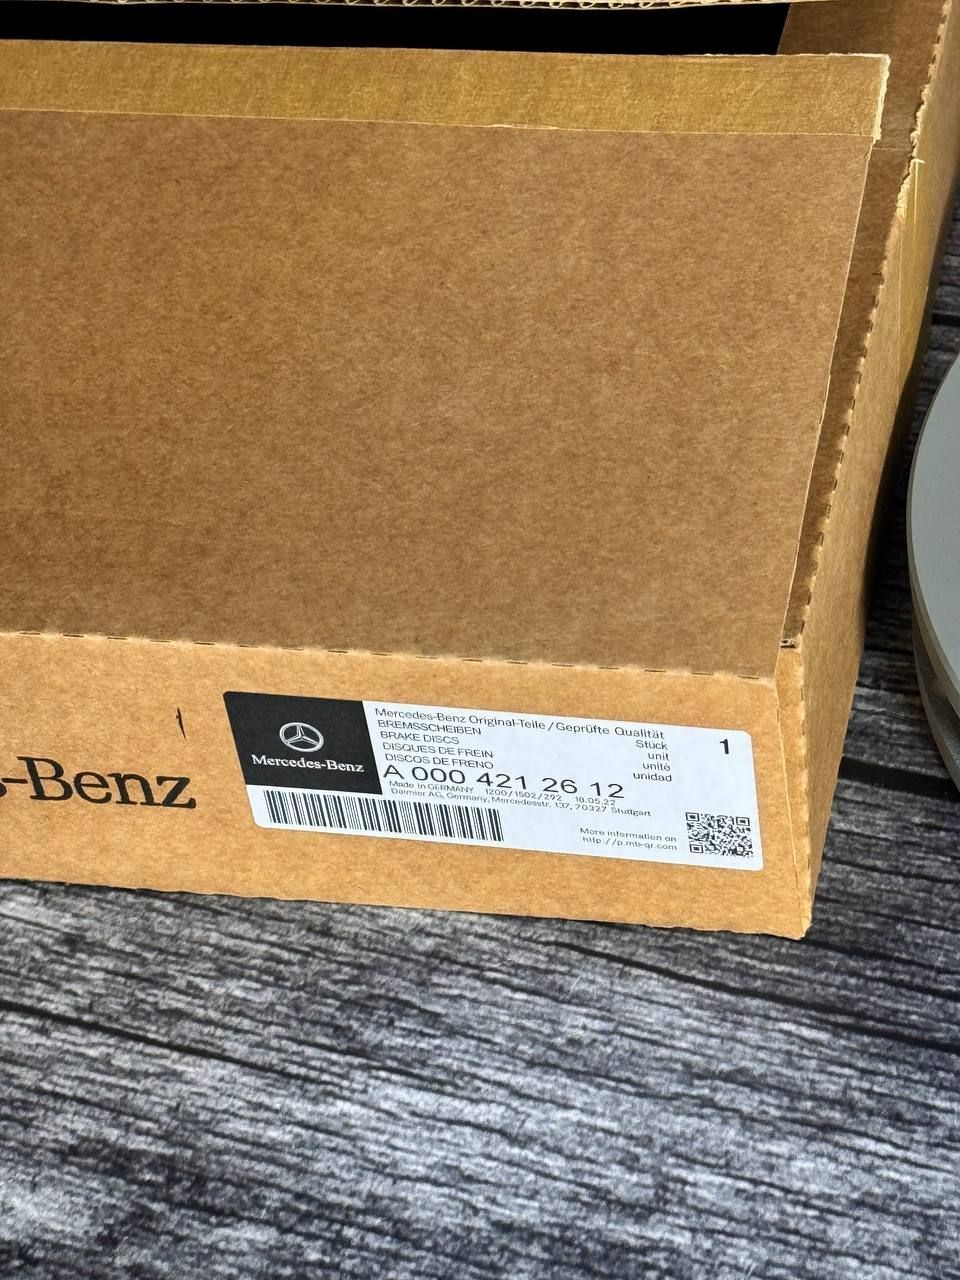 -Benz
Mercedes-Benz
Mercedes-Benz Original-Teile / Geprüfte Qualität
BREMSSCHEIBEN Stück 1
BRAKE DISCS unit
DISQUES DE FREIN unité
DISCOS DE FRENO unidad
A 000 421 26 12
Made in GERMANY 1200/1502/292 18.05.22
Daimler AG, Germany, Mercedesstr. 137, 70327 Stuttgart
More information on
http://p.mb-qr.com